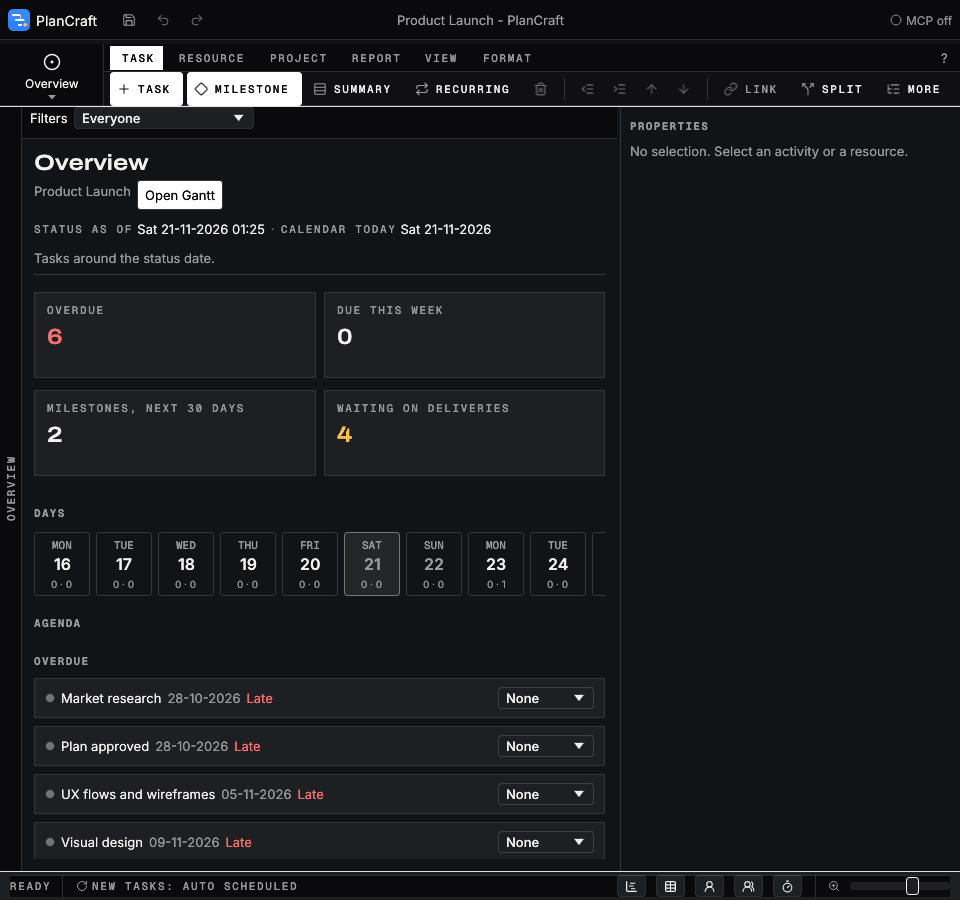 PlanCraft
Product Launch - PlanCraft
MCP off
Overview
TASK RESOURCE PROJECT REPORT VIEW FORMAT ?
+ TASK MILESTONE SUMMARY RECURRING LINK SPLIT MORE
Filters Everyone
Overview
Product Launch Open Gantt
STATUS AS OF Sat 21-11-2026 01:25 · CALENDAR TODAY Sat 21-11-2026
Tasks around the status date.
OVERDUE
6
DUE THIS WEEK
0
MILESTONES, NEXT 30 DAYS
2
WAITING ON DELIVERIES
4
OVERVIEW
DAYS
MON TUE WED THU FRI SAT SUN MON TUE
16 17 18 19 20 21 22 23 24
0·0 0·0 0·0 0·0 0·0 0·0 0·0 0·1 0·0
AGENDA
OVERDUE
Market research 28-10-2026 Late None
Plan approved 28-10-2026 Late None
UX flows and wireframes 05-11-2026 Late None
Visual design 09-11-2026 Late None
PROPERTIES
No selection. Select an activity or a resource.
READY NEW TASKS: AUTO SCHEDULED